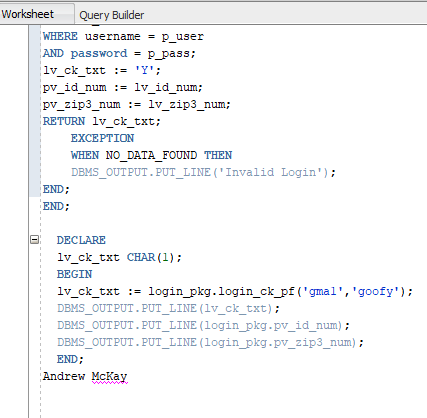 Worksheet Query Builder
WHERE username = p_user
AND password = p_pass;
lv_ck_txt := 'Y';
pv_id_num := lv_id_num;
pv_zip3_num := lv_zip3_num;
RETURN lv_ck_txt;
EXCEPTION
WHEN NO_DATA_FOUND THEN
DBMS_OUTPUT.PUT_LINE('Invalid Login');
END;
END;
DECLARE
lv_ck_txt CHAR(1);
BEGIN
lv_ck_txt := login_pkg.login_ck_pf('gma1','goofy');
DBMS_OUTPUT.PUT_LINE(lv_ck_txt);
DBMS_OUTPUT.PUT_LINE(login_pkg.pv_id_num);
DBMS_OUTPUT.PUT_LINE(login_pkg.pv_zip3_num);
END;
Andrew McKay